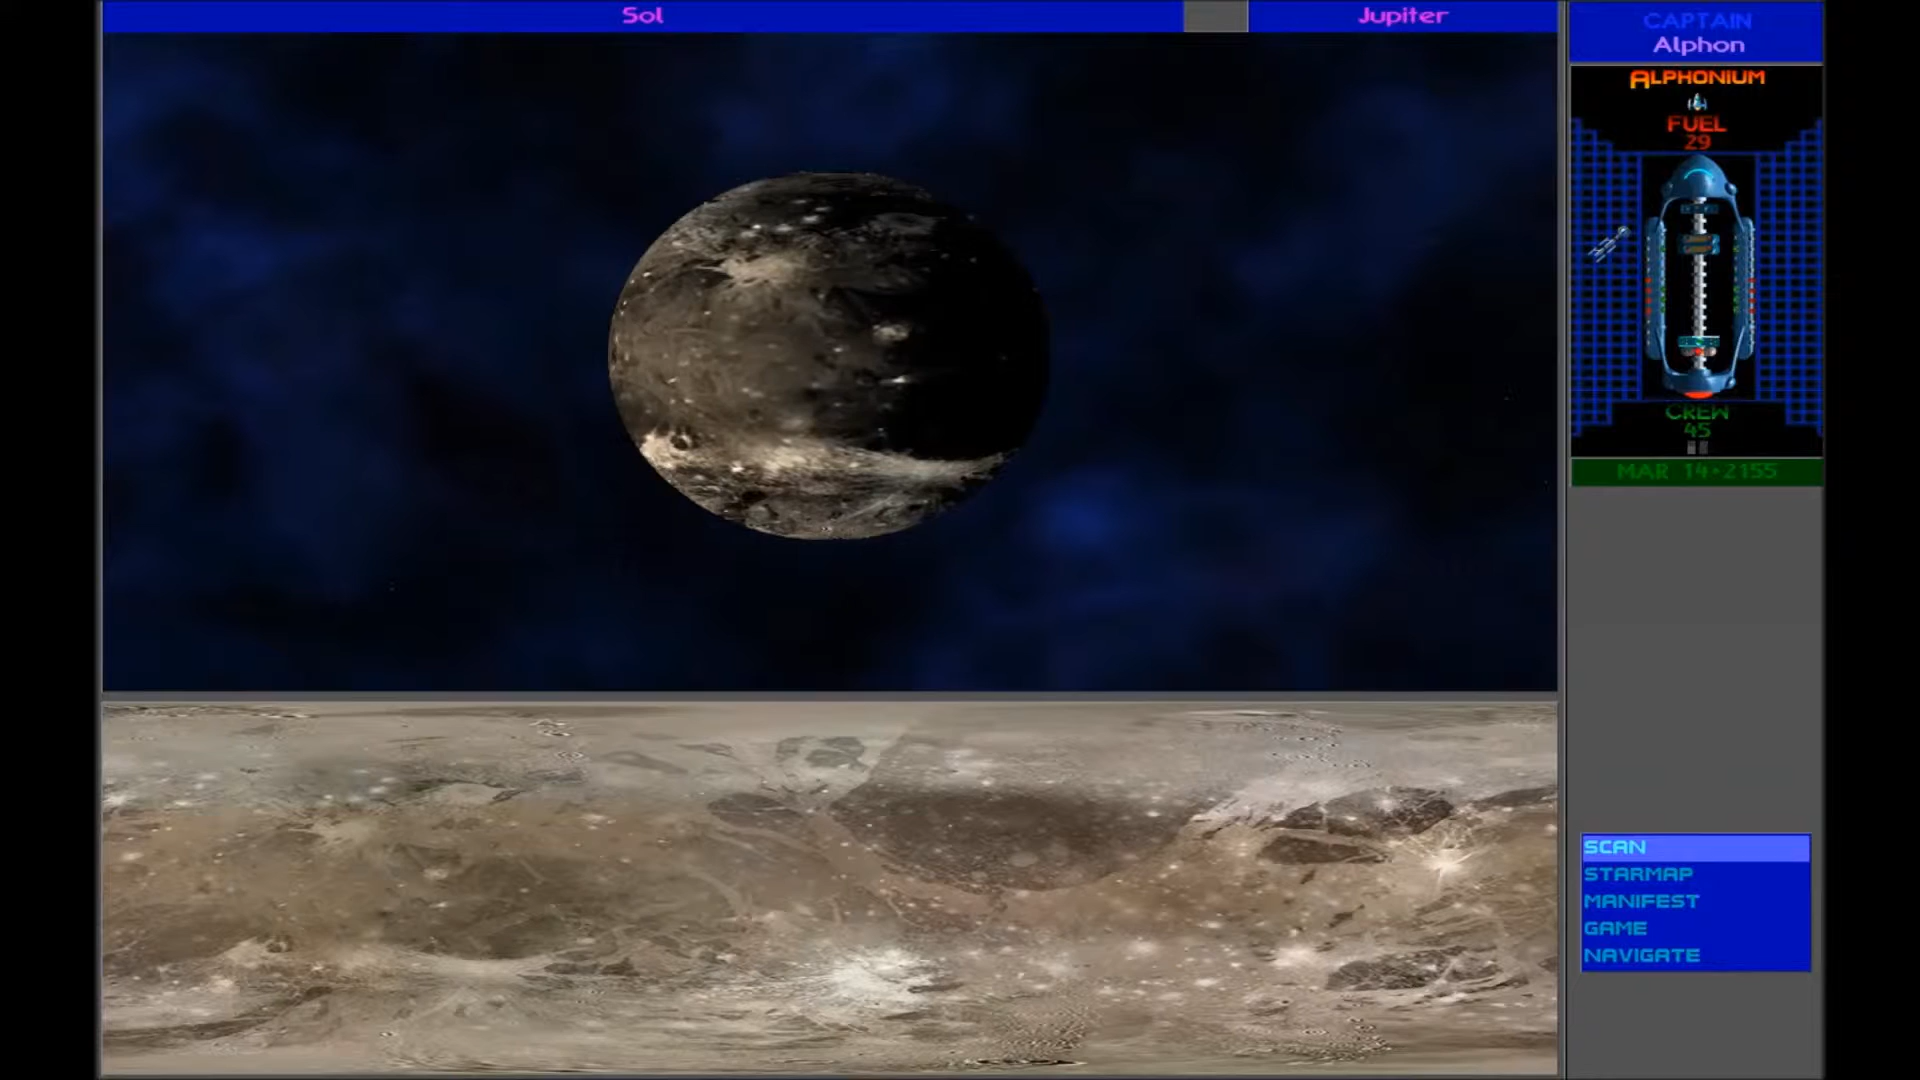 Sol
Jupiter
CAPTAIN
Alphon
ALPHONIUM
FUEL
29
CREW
45
MAR 14·2155
SCAN
STARMAP
MANIFEST
GAME
NAVIGATE